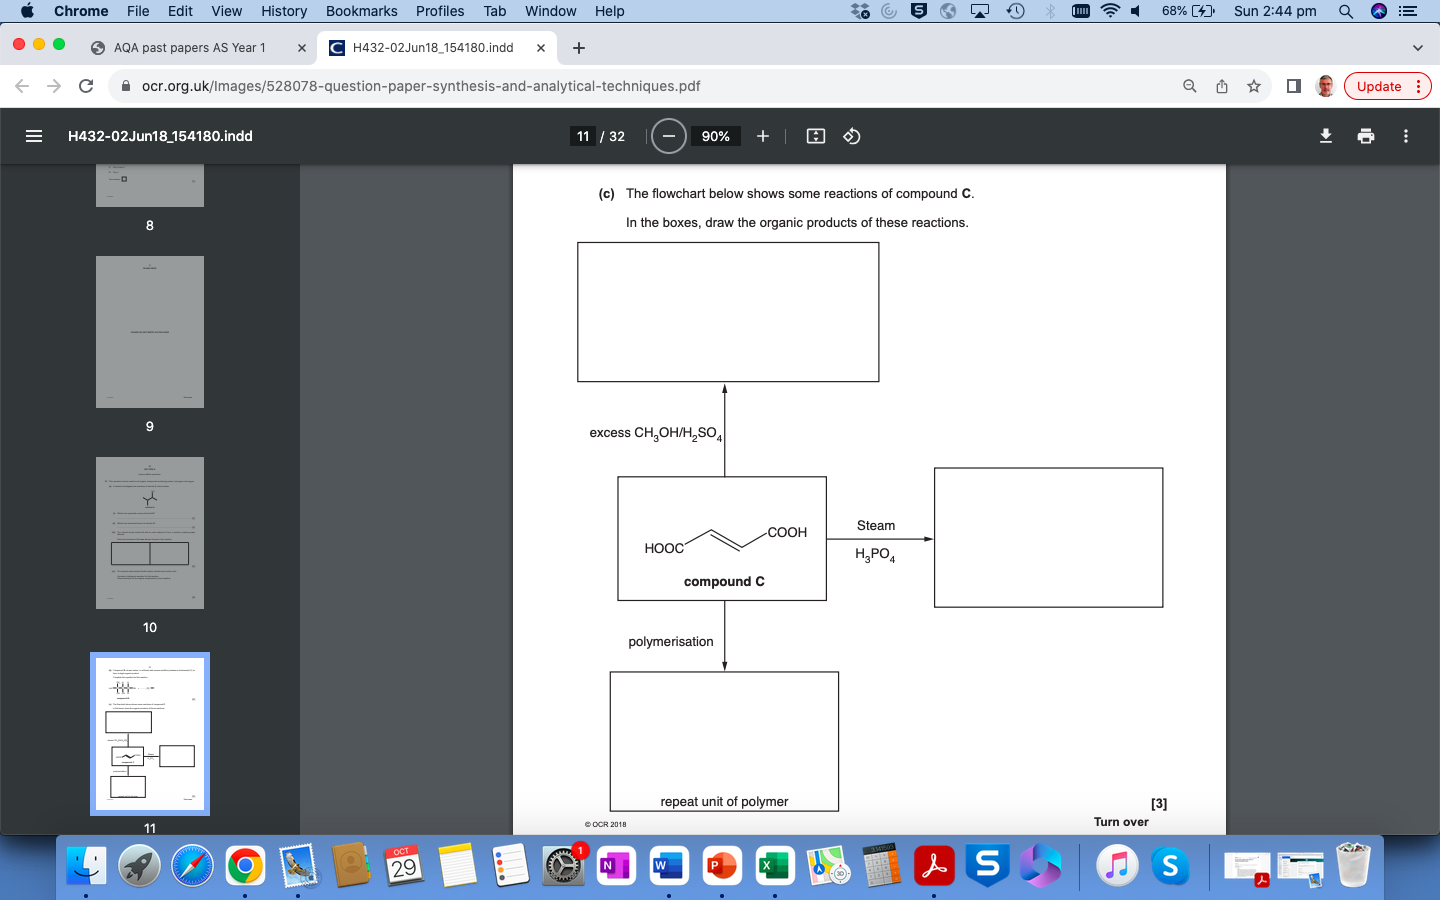 Chrome File Edit View History Bookmarks Profiles Tab Window Help 68% Sun 2:44 pm
AQA past papers AS Year 1
H432-02Jun18_154180.indd
ocr.org.uk/Images/528078-question-paper-synthesis-and-analytical-techniques.pdf
Update
H432-02Jun18_154180.indd
11 / 32
90%
8
9
10
11
(c) The flowchart below shows some reactions of compound C.
In the boxes, draw the organic products of these reactions.
excess CH3OH/H2SO4
HOOC
COOH
compound C
Steam
H3PO4
polymerisation
repeat unit of polymer
[3]
© OCR 2018
Turn over
OCT
29
1
N
W
P
X
3D
S
S